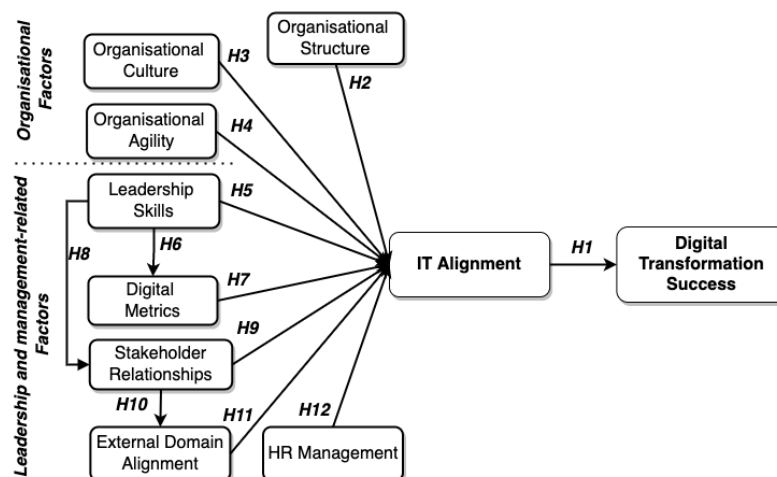 Organisational
Factors
Organisational
Culture
H3
Organisational
Structure
H2
Organisational
Agility
H4
Leadership and management-related
Factors
Leadership
Skills
H5
H8
H6
Digital
Metrics
H7
IT Alignment
H1
Digital
Transformation
Success
Stakeholder
Relationships
H9
H10
H11
H12
External Domain
Alignment
HR Management